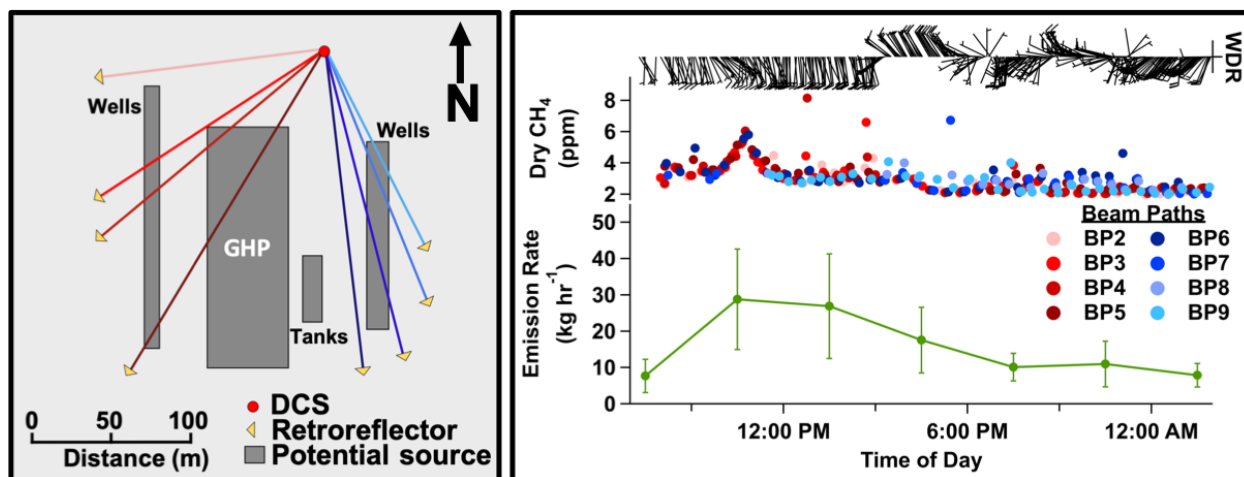 N
Wells
Wells
GHP
Tanks
0 50 100
Distance (m)
DCS
Retroreflector
Potential source
WDR
Dry CH4
(ppm)
8
6
4
2
Emission Rate
(kg hr-1)
50
40
30
20
10
0
Beam Paths
BP2 BP6
BP3 BP7
BP4 BP8
BP5 BP9
12:00 PM 6:00 PM 12:00 AM
Time of Day